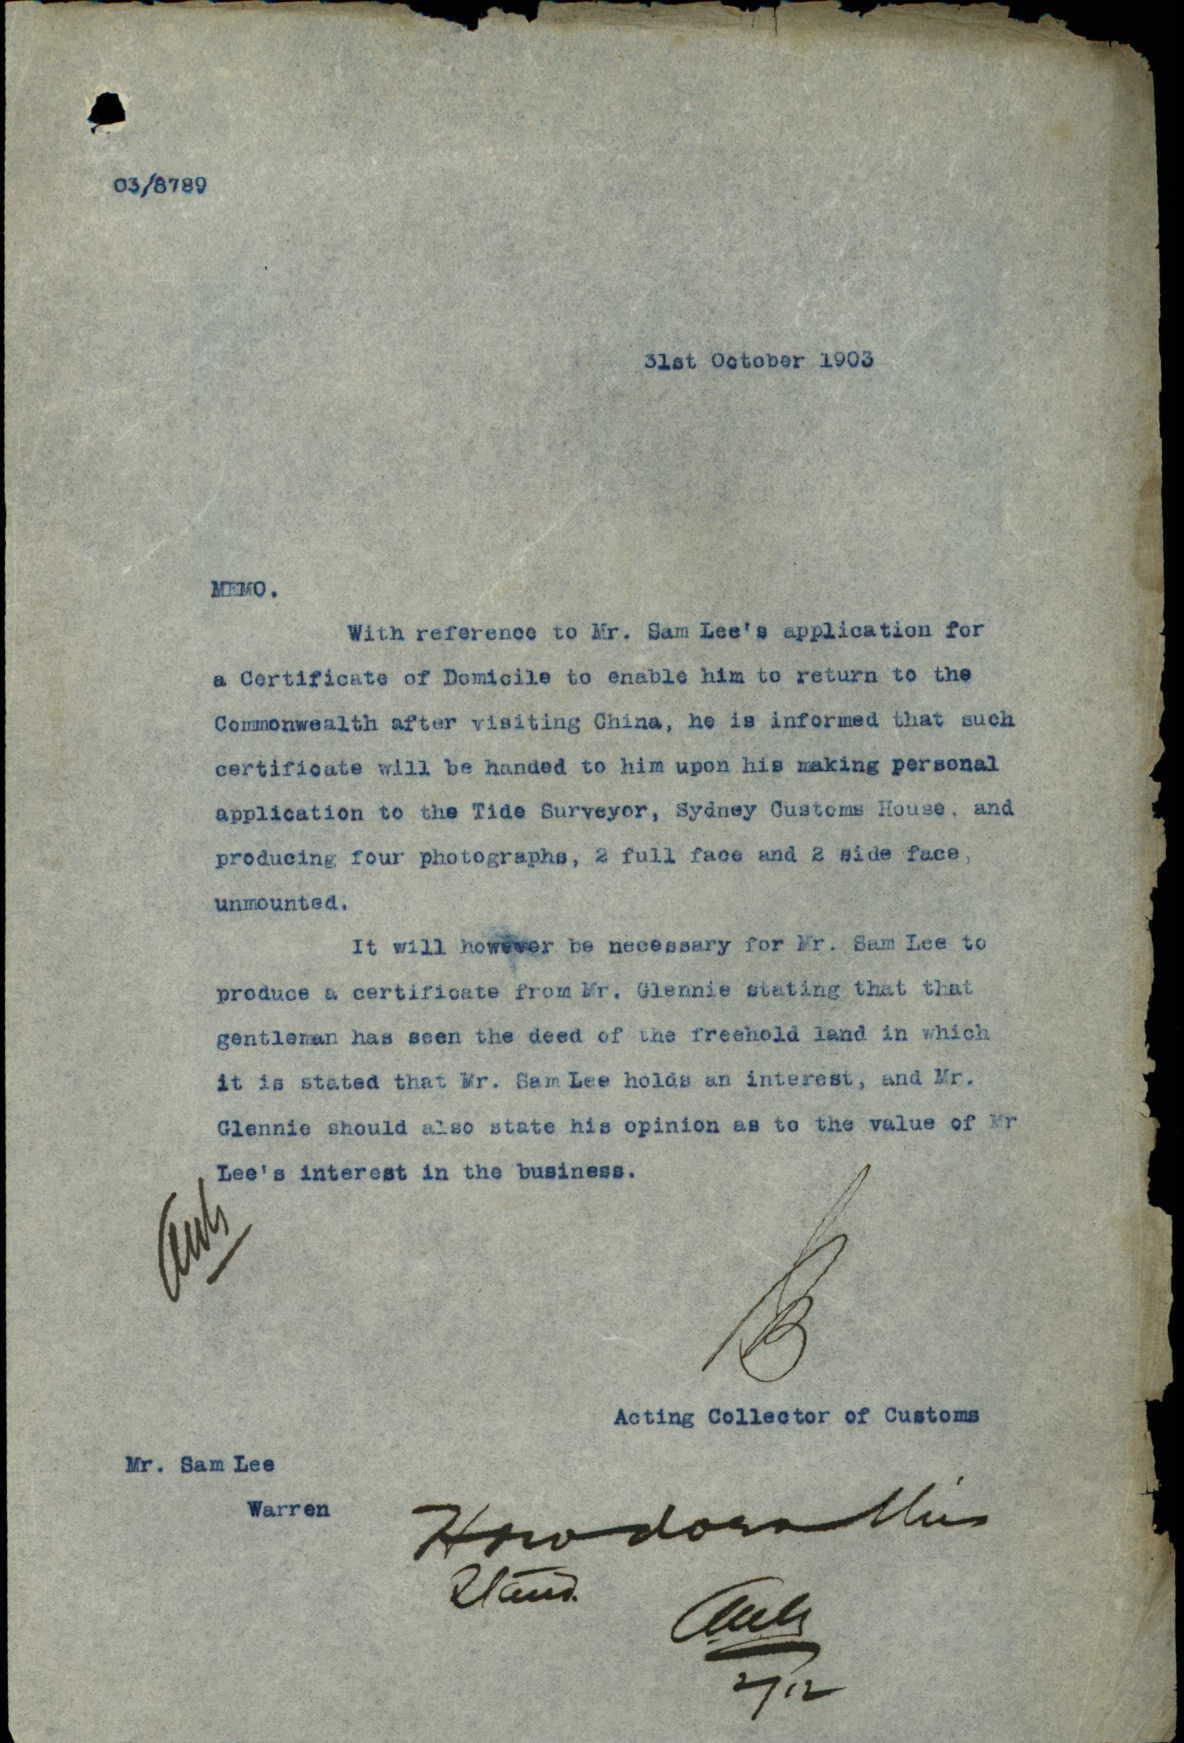 03/8789
31st October 1903
MEMO.
With reference to Mr. Sam Lee's application for
a Certificate of Domicile to enable him to return to the
Commonwealth after visiting China, he is informed that such
certificate will be handed to him upon his making personal
application to the Tide Surveyor, Sydney Customs House, and
producing four photographs, 2 full face and 2 side face,
unmounted.
It will however be necessary for Mr. Sam Lee to
produce a certificate from Mr. Glennie stating that that
gentleman has seen the deed of the freehold land in which
it is stated that Mr. Sam Lee holds an interest, and Mr.
Glennie should also state his opinion as to the value of Mr
Lee's interest in the business.
Acting Collector of Customs
Mr. Sam Lee
Warren
How does this
Stand.
2/12